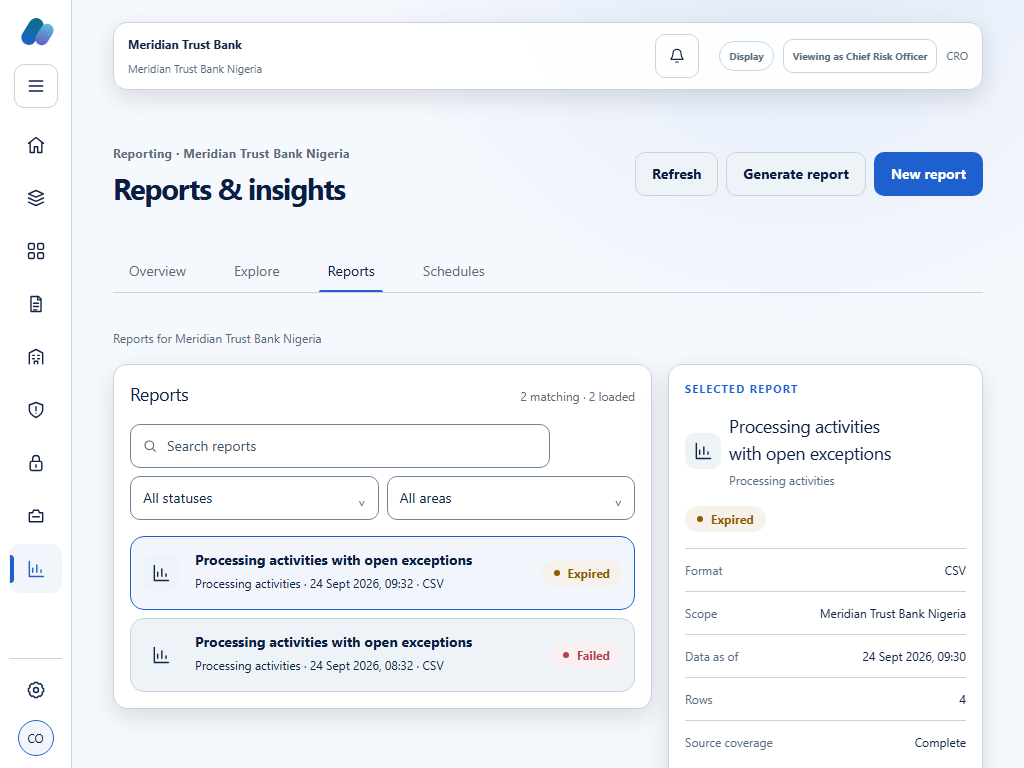 Meridian Trust Bank
Meridian Trust Bank Nigeria
Display
Viewing as Chief Risk Officer
CRO
Reporting · Meridian Trust Bank Nigeria
Reports & insights
Refresh
Generate report
New report
Overview
Explore
Reports
Schedules
Reports for Meridian Trust Bank Nigeria
Reports
2 matching · 2 loaded
Search reports
All statuses
All areas
Processing activities with open exceptions
Processing activities · 24 Sept 2026, 09:32 · CSV
Expired
Processing activities with open exceptions
Processing activities · 24 Sept 2026, 08:32 · CSV
Failed
SELECTED REPORT
Processing activities
with open exceptions
Processing activities
Expired
Format CSV
Scope Meridian Trust Bank Nigeria
Data as of 24 Sept 2026, 09:30
Rows 4
Source coverage Complete
CO